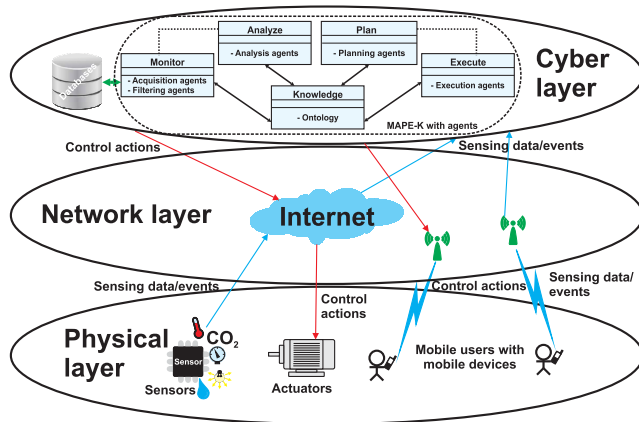 Analyze
- Analysis agents
Plan
- Planning agents
Monitor
- Acquisition agents
- Filtering agents
Execute
- Execution agents
Knowledge
- Ontology
MAPE-K with agents
Databases
Cyber
layer
Control actions
Sensing
data/events
Network layer
Internet
Sensing data/events
Control actions
Sensing data/
events
Control
actions
Physical
layer
CO2
Sensor
Sensors
Actuators
Mobile users with
mobile devices